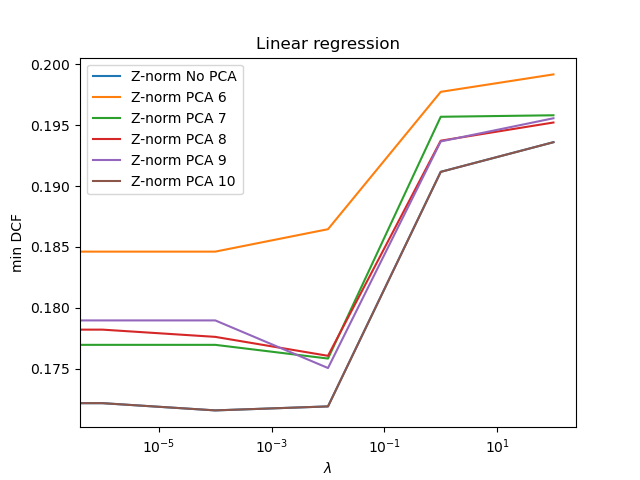 Linear regression
Z-norm No PCA
Z-norm PCA 6
Z-norm PCA 7
Z-norm PCA 8
Z-norm PCA 9
Z-norm PCA 10
min DCF
0.200
0.195
0.190
0.185
0.180
0.175
10⁻⁵ 10⁻³ 10⁻¹ 10¹
λ